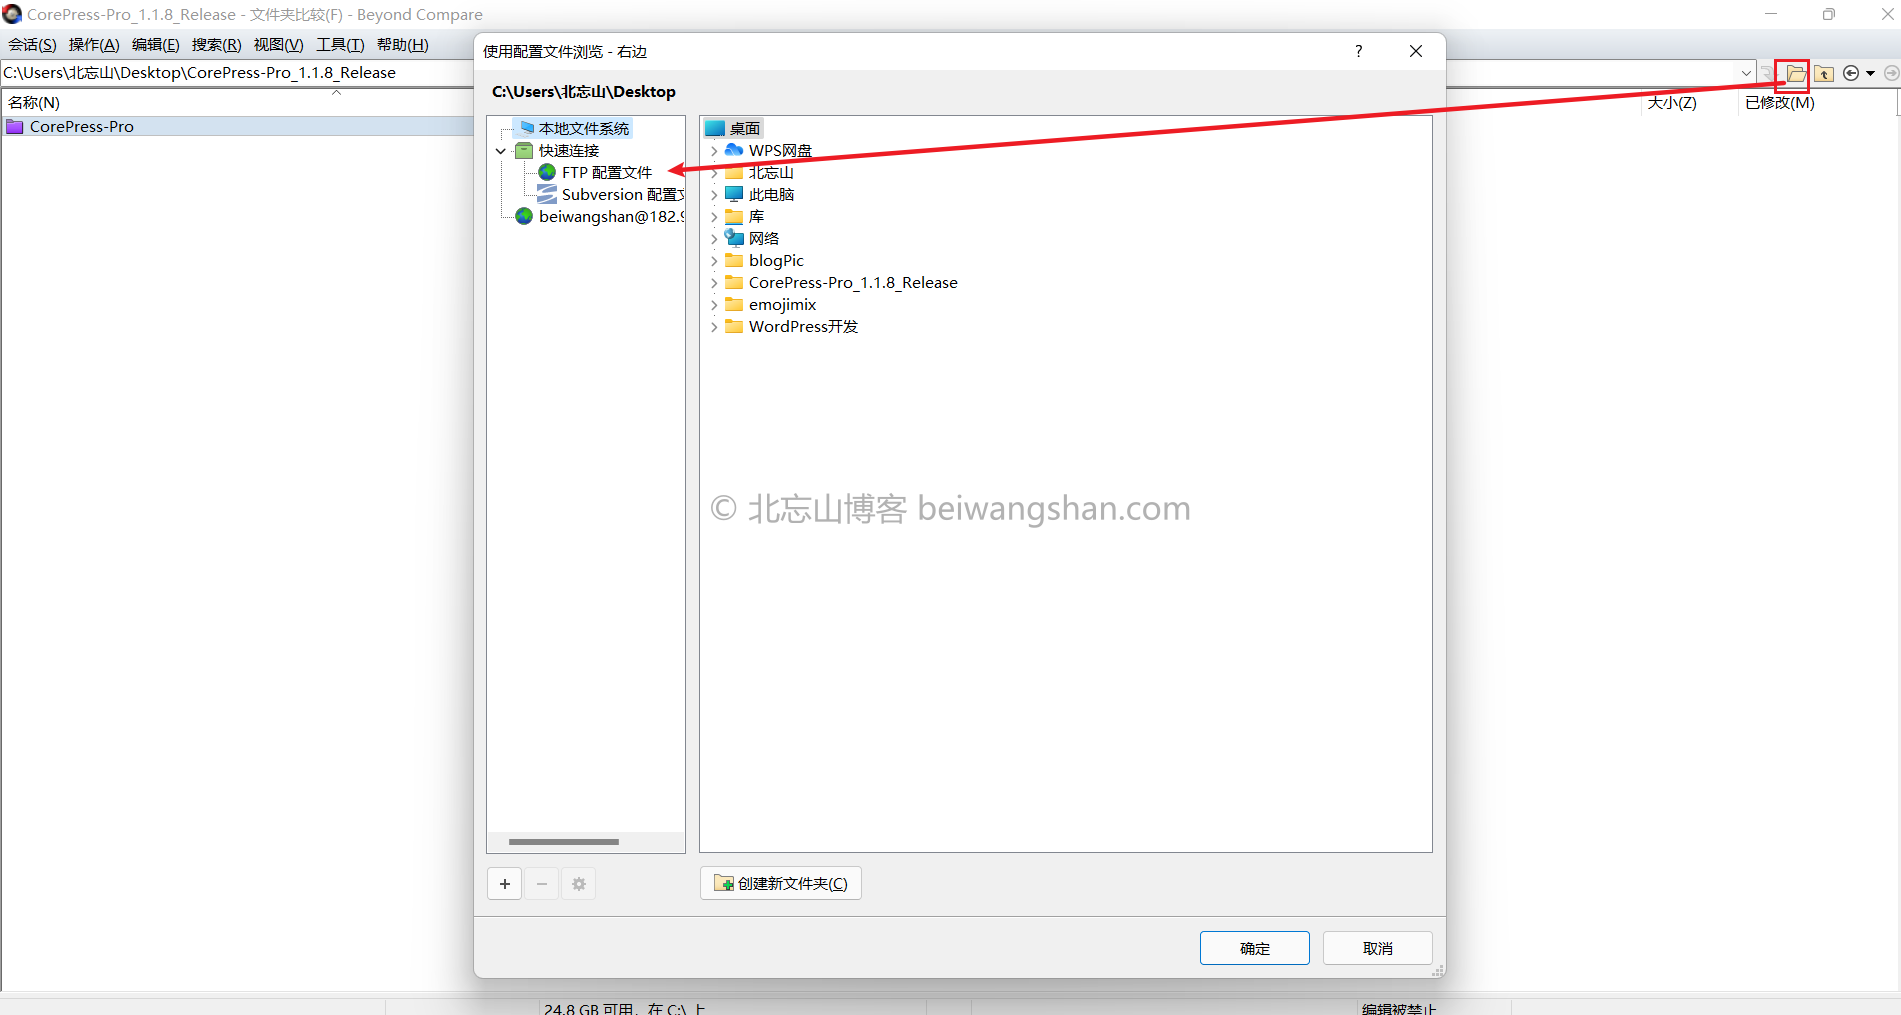 CorePress-Pro_1.1.8_Release - 文件夹比较(F) - Beyond Compare
会话(S) 操作(A) 编辑(E) 搜索(R) 视图(V) 工具(T) 帮助(H)
C:\Users\北忘山\Desktop\CorePress-Pro_1.1.8_Release
名称(N)
CorePress-Pro
大小(Z) 已修改(M)
使用配置文件浏览 - 右边
?
C:\Users\北忘山\Desktop
本地文件系统
快速连接
FTP 配置文件
Subversion 配置
beiwangshan@182.
桌面
WPS网盘
北忘山
此电脑
库
网络
blogPic
CorePress-Pro_1.1.8_Release
emojimix
WordPress开发
© 北忘山博客 beiwangshan.com
创建新文件夹(C)
确定 取消
24.8 GB 可用，在 C:\ 上
编辑被禁止